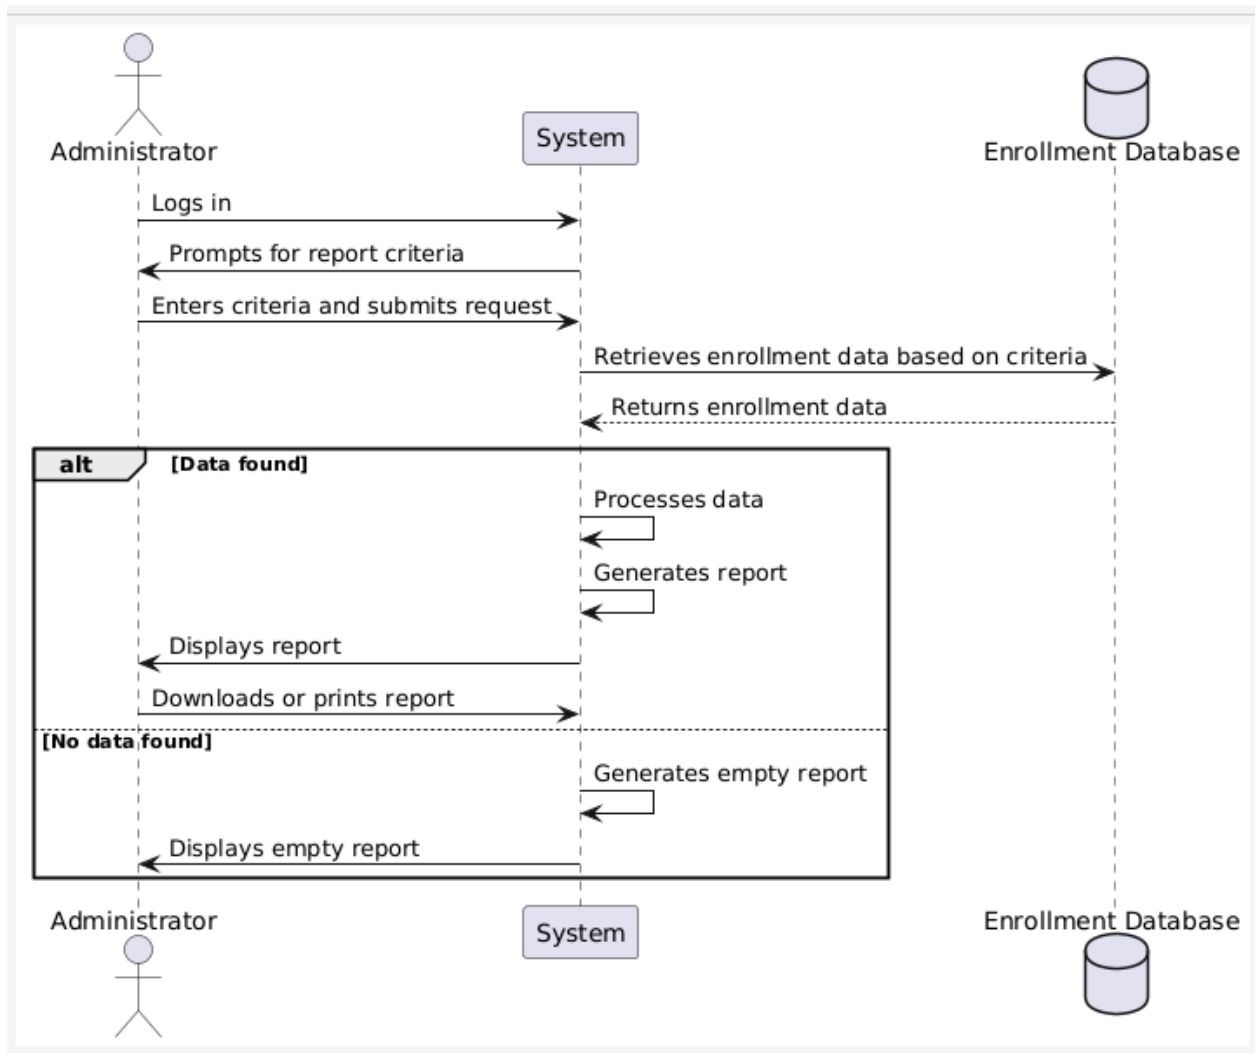 Administrator
System
Enrollment Database
Logs in
Prompts for report criteria
Enters criteria and submits request
Retrieves enrollment data based on criteria
Returns enrollment data
alt [Data found]
Processes data
Generates report
Displays report
Downloads or prints report
[No data found]
Generates empty report
Displays empty report
Administrator
System
Enrollment Database